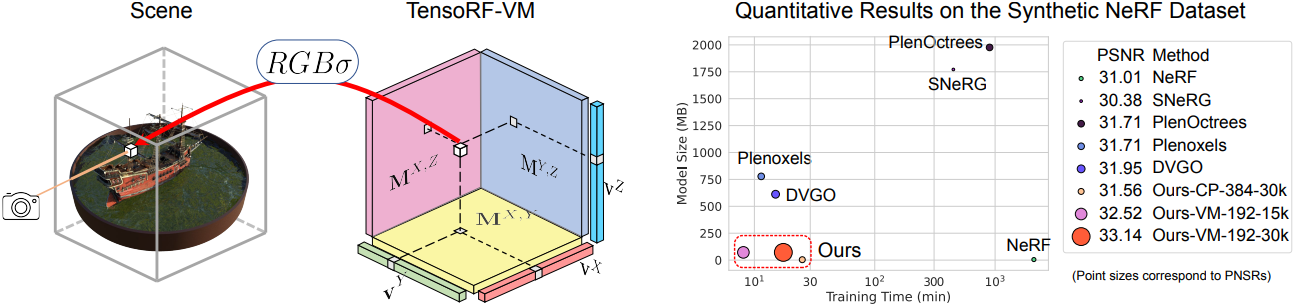 Scene
TensoRF-VM
RGBσ
M^{X,Z}
M^{Y,Z}
M^{X,Y}
v^Z
v^Y
v^X
Quantitative Results on the Synthetic NeRF Dataset
Model Size (MB)
2000
1750
1500
1250
1000
750
500
250
0
PlenOctrees
SNeRG
Plenoxels
DVGO
Ours
NeRF
10^1
30
10^2
300
10^3
Training Time (min)
PSNR Method
31.01 NeRF
30.38 SNeRG
31.71 PlenOctrees
31.71 Plenoxels
31.95 DVGO
31.56 Ours-CP-384-30k
32.52 Ours-VM-192-15k
33.14 Ours-VM-192-30k
(Point sizes correspond to PNSRs)